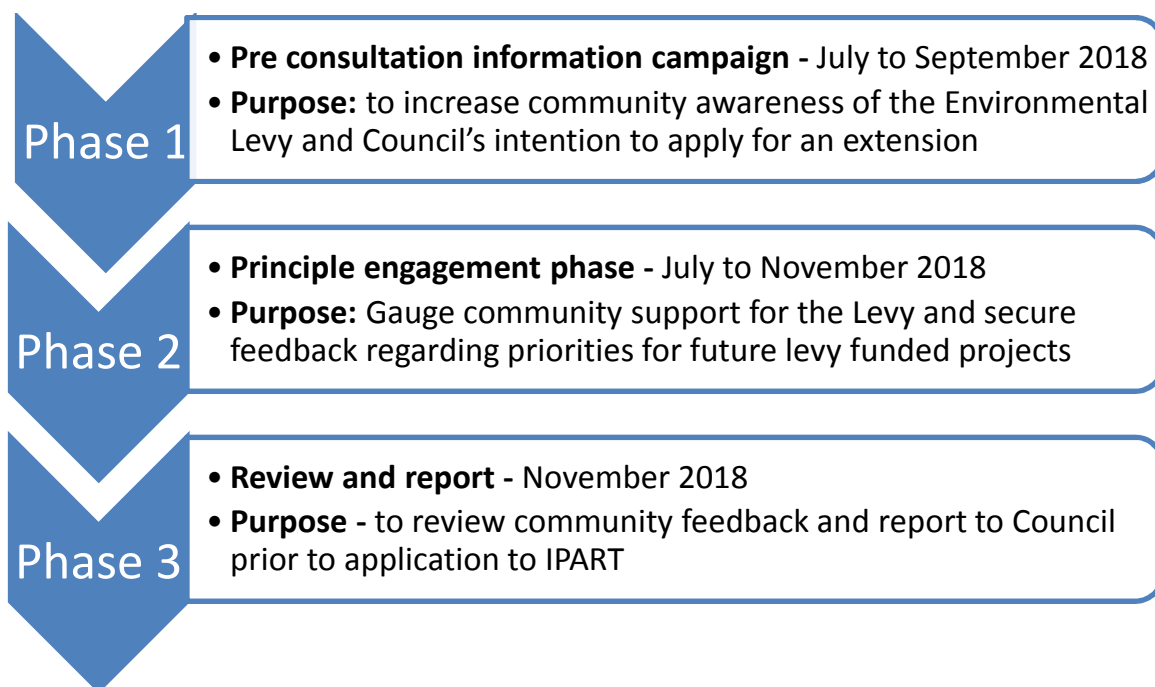 Phase 1
• Pre consultation information campaign - July to September 2018
• Purpose: to increase community awareness of the Environmental
Levy and Council’s intention to apply for an extension
Phase 2
• Principle engagement phase - July to November 2018
• Purpose: Gauge community support for the Levy and secure
feedback regarding priorities for future levy funded projects
Phase 3
• Review and report - November 2018
• Purpose - to review community feedback and report to Council
prior to application to IPART